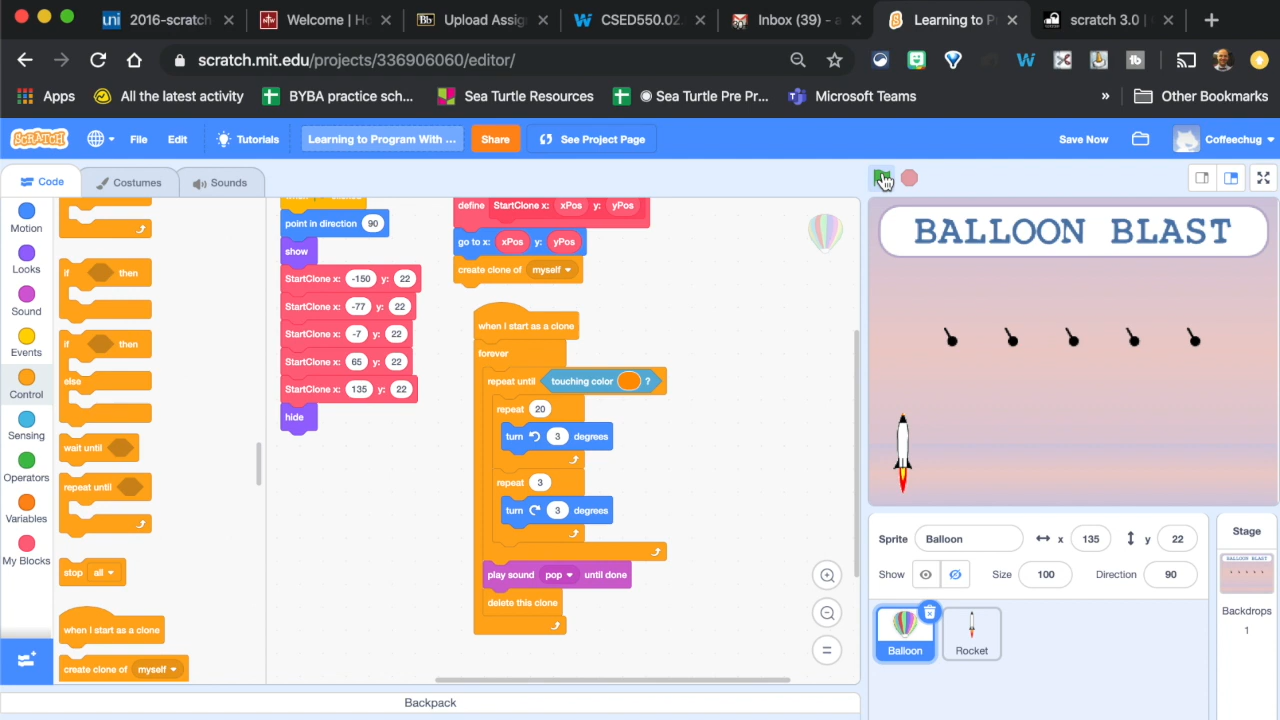 2016-scratch
Welcome | Ho
Upload Assig
CSED550.02.
Inbox (39) - a
Learning to P
scratch 3.0 |
scratch.mit.edu/projects/336906060/editor/
Apps
All the latest activity
BYBA practice sch...
Sea Turtle Resources
Sea Turtle Pre Pr...
Microsoft Teams
»
Other Bookmarks
SCRATCH
File
Edit
Tutorials
Learning to Program With ...
Share
See Project Page
Save Now
Coffeechug
Code
Costumes
Sounds
Motion
Looks
Sound
Events
Control
Sensing
Operators
Variables
My Blocks
if then
if then
else
wait until
repeat until
stop all
when I start as a clone
create clone of myself
point in direction 90
show
StartClone x: -150 y: 22
StartClone x: -77 y: 22
StartClone x: -7 y: 22
StartClone x: 65 y: 22
StartClone x: 135 y: 22
hide
define StartClone x: xPos y: yPos
go to x: xPos y: yPos
create clone of myself
when I start as a clone
forever
repeat until touching color ?
repeat 20
turn 3 degrees
repeat 3
turn 3 degrees
play sound pop until done
delete this clone
Backpack
BALLOON BLAST
Sprite Balloon x 135 y 22
Show Size 100 Direction 90
Balloon
Rocket
Stage
BALLOON BLAST
Backdrops
1